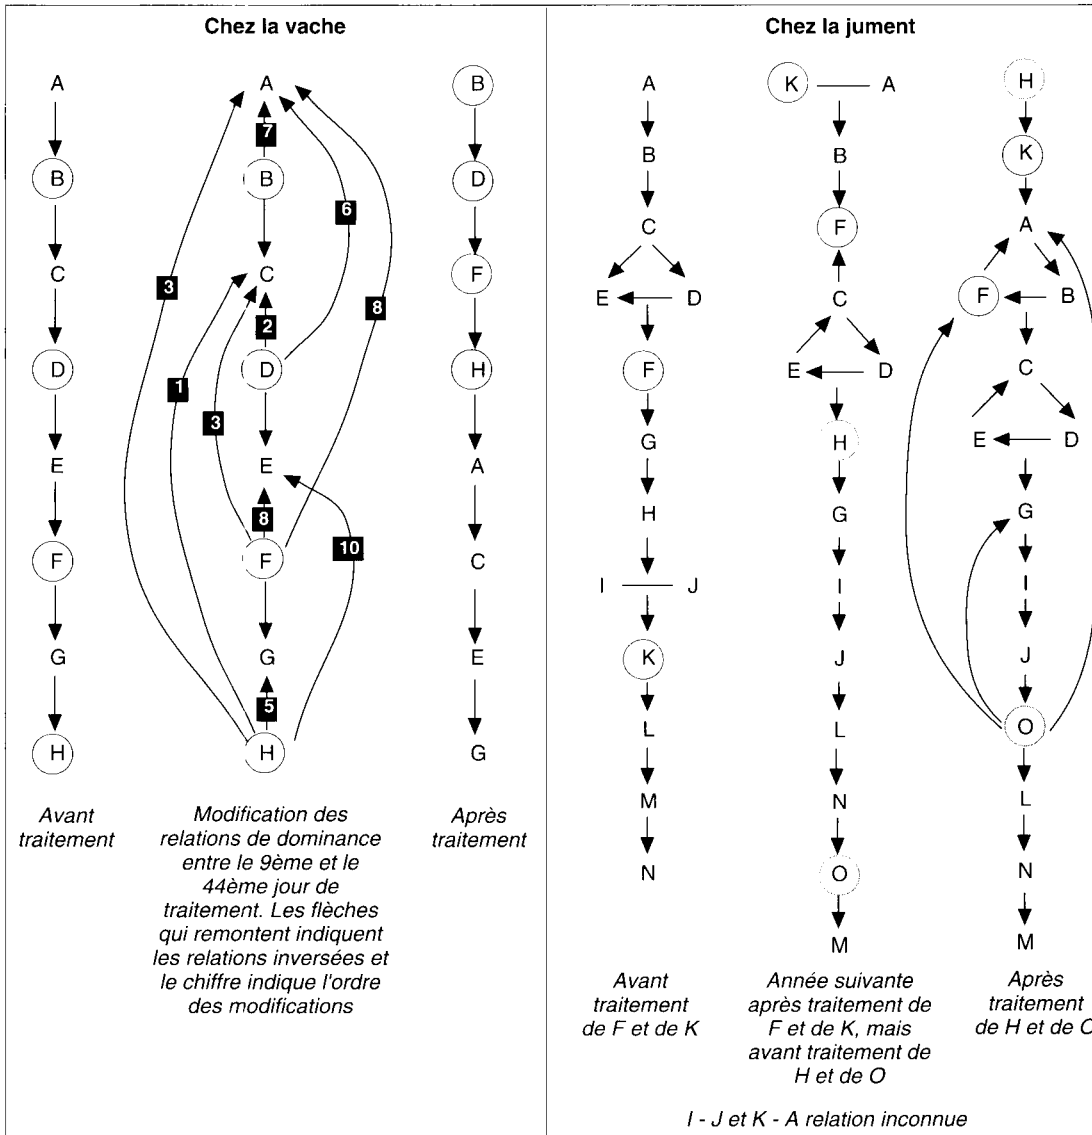 Chez la vache
A
B
C
D
E
F
G
H
A
7
B
6
3
C
8
2
1
D
3
E
8
10
F
G
5
H
B
D
F
H
A
C
E
G
Avant
traitement
Modification des
relations de dominance
entre le 9ème et le
44ème jour de
traitement. Les flèches
qui remontent indiquent
les relations inversées et
le chiffre indique l'ordre
des modifications
Après
traitement
Chez la jument
A
B
C
E D
F
G
H
I J
K
L
M
N
K A
B
F
C
E D
H
G
I
J
L
N
O
M
H
K
A
F B
C
E D
G
I
J
O
L
N
M
Avant
traitement
de F et de K
Année suivante
après traitement de
F et de K, mais
avant traitement de
H et de O
Après
traitement
de H et de O
I - J et K - A relation inconnue